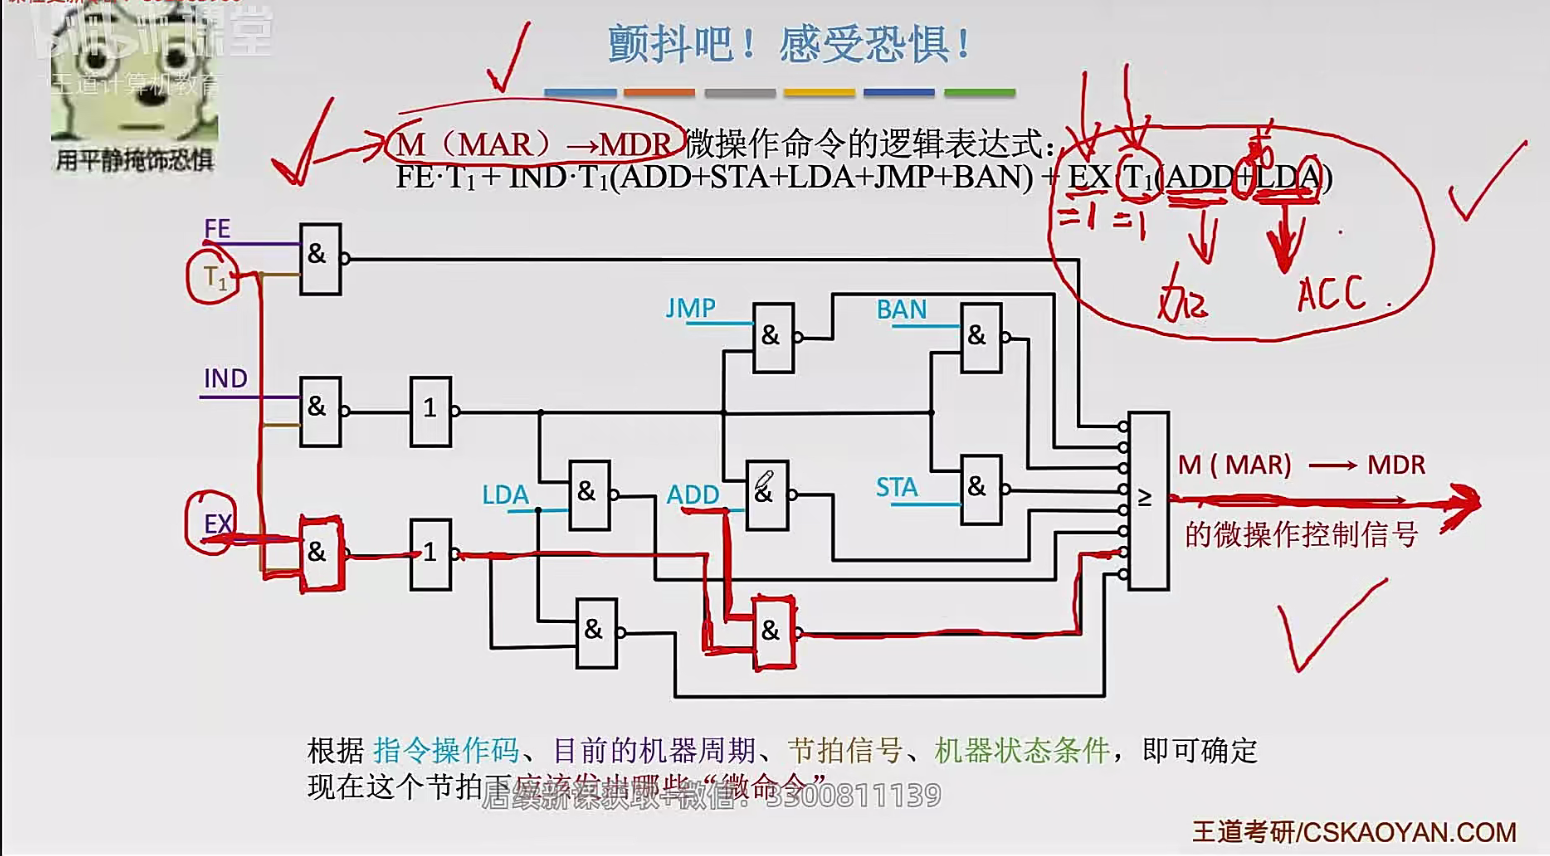 课堂
王道计算机教育
用平静掩饰恐惧
颤抖吧！感受恐惧！
M（MAR）→MDR 微操作命令的逻辑表达式：
FE·T₁ + IND·T₁(ADD+STA+LDA+JMP+BAN) + EX·T₁(ADD+LDA)
=1 =1
加 ACC
FE
&
T₁
JMP
&
BAN
&
IND
&
1
M ( MAR) → MDR
的微操作控制信号
≥
LDA
&
ADD
&
STA
&
EX
&
1
&
&
根据 指令操作码、目前的机器周期、节拍信号、机器状态条件，即可确定
现在这个节拍下应该发出哪些“微命令”
后续新课获取+微信：3300811139
王道考研/CSKAOYAN.COM